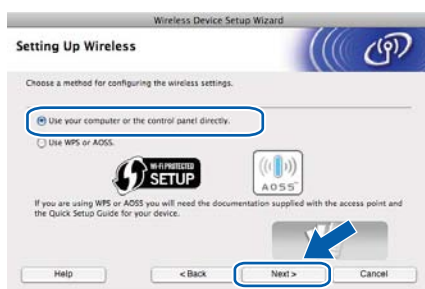 Wireless Device Setup Wizard
Setting Up Wireless
Choose a method for configuring the wireless settings.
Use your computer or the control panel directly.
Use WPS or AOSS.
WI-FI PROTECTED
SETUP
AOSS™
If you are using WPS or AOSS you will need the documentation supplied with the access point and
the Quick Setup Guide for your device.
Help
< Back
Next >
Cancel